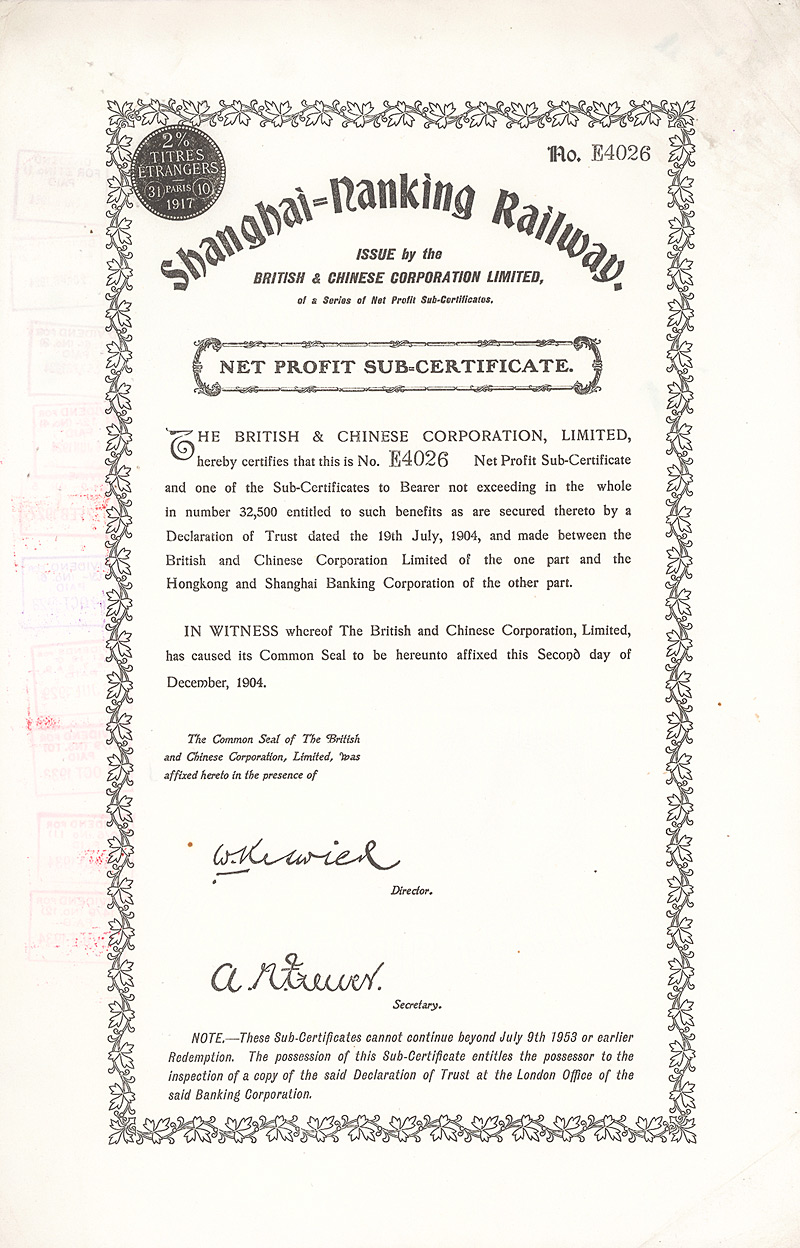 2%
TITRES
ETRANGERS
31 PARIS 10
1917
No. E4026
Shanghai=Nanking Railway.
ISSUE by the
BRITISH & CHINESE CORPORATION LIMITED,
of a Series of Net Profit Sub-Certificates.
NET PROFIT SUB=CERTIFICATE.
THE BRITISH & CHINESE CORPORATION, LIMITED,
hereby certifies that this is No. E4026 Net Profit Sub-Certificate
and one of the Sub-Certificates to Bearer not exceeding in the whole
in number 32,500 entitled to such benefits as are secured thereto by a
Declaration of Trust dated the 19th July, 1904, and made between the
British and Chinese Corporation Limited of the one part and the
Hongkong and Shanghai Banking Corporation of the other part.
IN WITNESS whereof The British and Chinese Corporation, Limited,
has caused its Common Seal to be hereunto affixed this Second day of
December, 1904.
The Common Seal of The British
and Chinese Corporation, Limited, was
affixed hereto in the presence of
W. Keswick
Director.
Secretary.
NOTE.—These Sub-Certificates cannot continue beyond July 9th 1953 or earlier
Redemption. The possession of this Sub-Certificate entitles the possessor to the
inspection of a copy of the said Declaration of Trust at the London Office of the
said Banking Corporation.